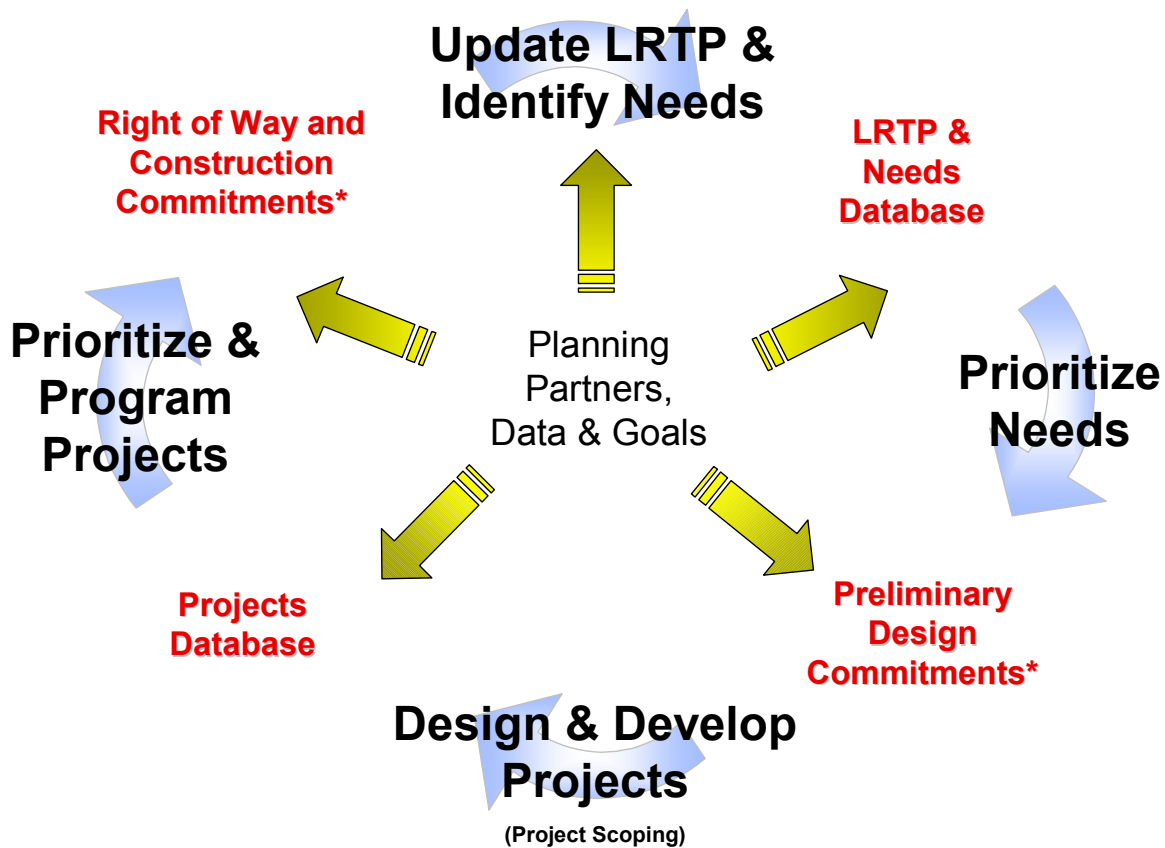 Update LRTP &
Identify Needs
Right of Way and
Construction
Commitments*
LRTP &
Needs
Database
Planning
Partners,
Data & Goals
Prioritize &
Program
Projects
Prioritize
Needs
Projects
Database
Preliminary
Design
Commitments*
Design & Develop
Projects
(Project Scoping)